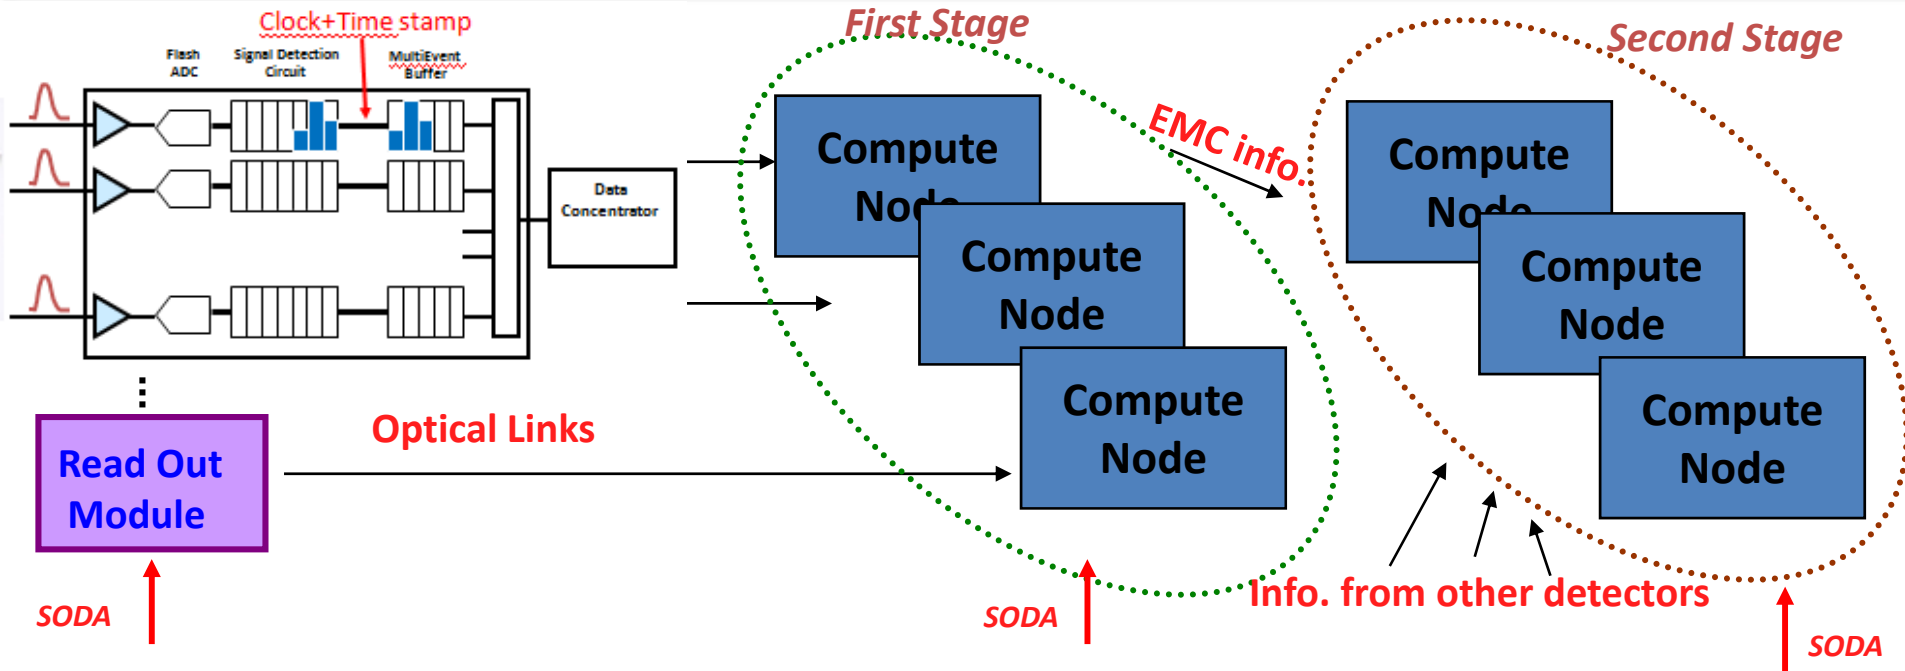 Clock+Time stamp
Flash
ADC
Signal Detection
Circuit
MultiEvent
Buffer
Data
Concentrator
Read Out
Module
SODA
Optical Links
First Stage
Compute
Node
Compute
Node
Compute
Node
SODA
EMC info.
Second Stage
Compute
Node
Compute
Node
Compute
Node
Info. from other detectors
SODA